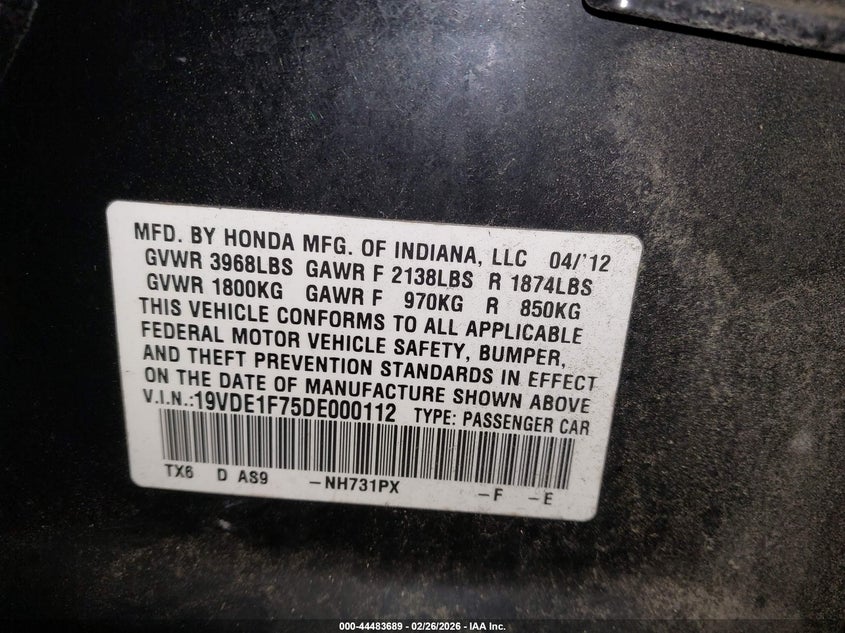 MFD. BY HONDA MFG. OF INDIANA, LLC 04/'12
GVWR 3968LBS GAWR F 2138LBS R 1874LBS
GVWR 1800KG GAWR F 970KG R 850KG
THIS VEHICLE CONFORMS TO ALL APPLICABLE
FEDERAL MOTOR VEHICLE SAFETY, BUMPER,
AND THEFT PREVENTION STANDARDS IN EFFECT
ON THE DATE OF MANUFACTURE SHOWN ABOVE
V.I.N.:19VDE1F75DE000112 TYPE: PASSENGER CAR
TX6 D AS9 -NH731PX -F -E
000-44483689 - 02/26/2026 - IAA Inc.